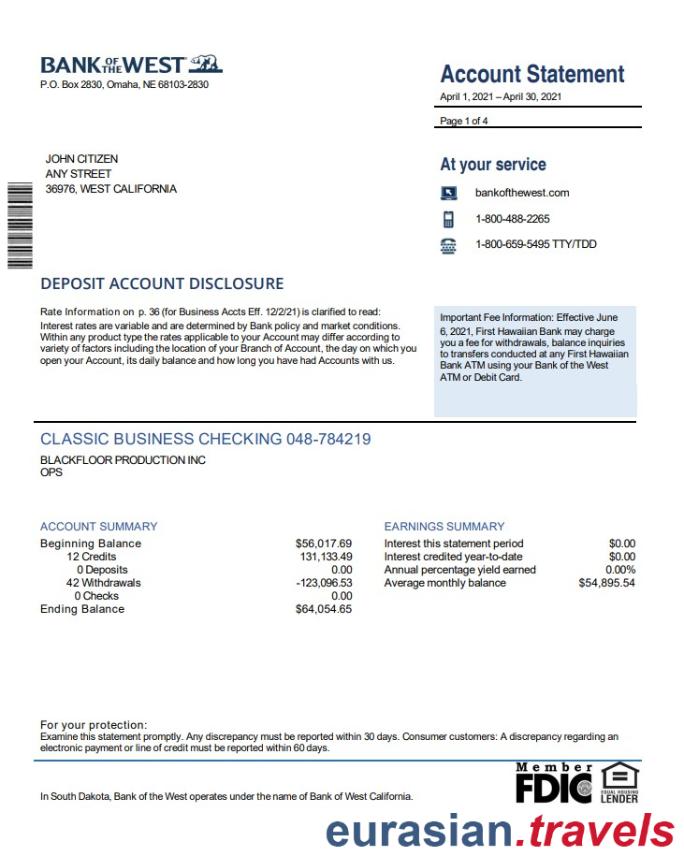 BANK OF THE WEST
P.O. Box 2830, Omaha, NE 68103-2830
Account Statement
April 1, 2021 – April 30, 2021
Page 1 of 4
JOHN CITIZEN
ANY STREET
36976, WEST CALIFORNIA
At your service
bankofthewest.com
1-800-488-2265
1-800-659-5495 TTY/TDD
DEPOSIT ACCOUNT DISCLOSURE
Rate Information on p. 36 (for Business Accts Eff. 12/2/21) is clarified to read:
Interest rates are variable and are determined by Bank policy and market conditions.
Within any product type the rates applicable to your Account may differ according to
variety of factors including the location of your Branch of Account, the day on which you
open your Account, its daily balance and how long you have had Accounts with us.
Important Fee Information: Effective June
6, 2021, First Hawaiian Bank may charge
you a fee for withdrawals, balance inquiries
to transfers conducted at any First Hawaiian
Bank ATM using your Bank of the West
ATM or Debit Card.
CLASSIC BUSINESS CHECKING 048-784219
BLACKFLOOR PRODUCTION INC
OPS
ACCOUNT SUMMARY
Beginning Balance $56,017.69
12 Credits 131,133.49
0 Deposits 0.00
42 Withdrawals -123,096.53
0 Checks 0.00
Ending Balance $64,054.65
EARNINGS SUMMARY
Interest this statement period $0.00
Interest credited year-to-date $0.00
Annual percentage yield earned 0.00%
Average monthly balance $54,895.54
For your protection:
Examine this statement promptly. Any discrepancy must be reported within 30 days. Consumer customers: A discrepancy regarding an
electronic payment or line of credit must be reported within 60 days.
In South Dakota, Bank of the West operates under the name of Bank of West California.
Member
FDIC
EQUAL HOUSING
LENDER
eurasian.travels